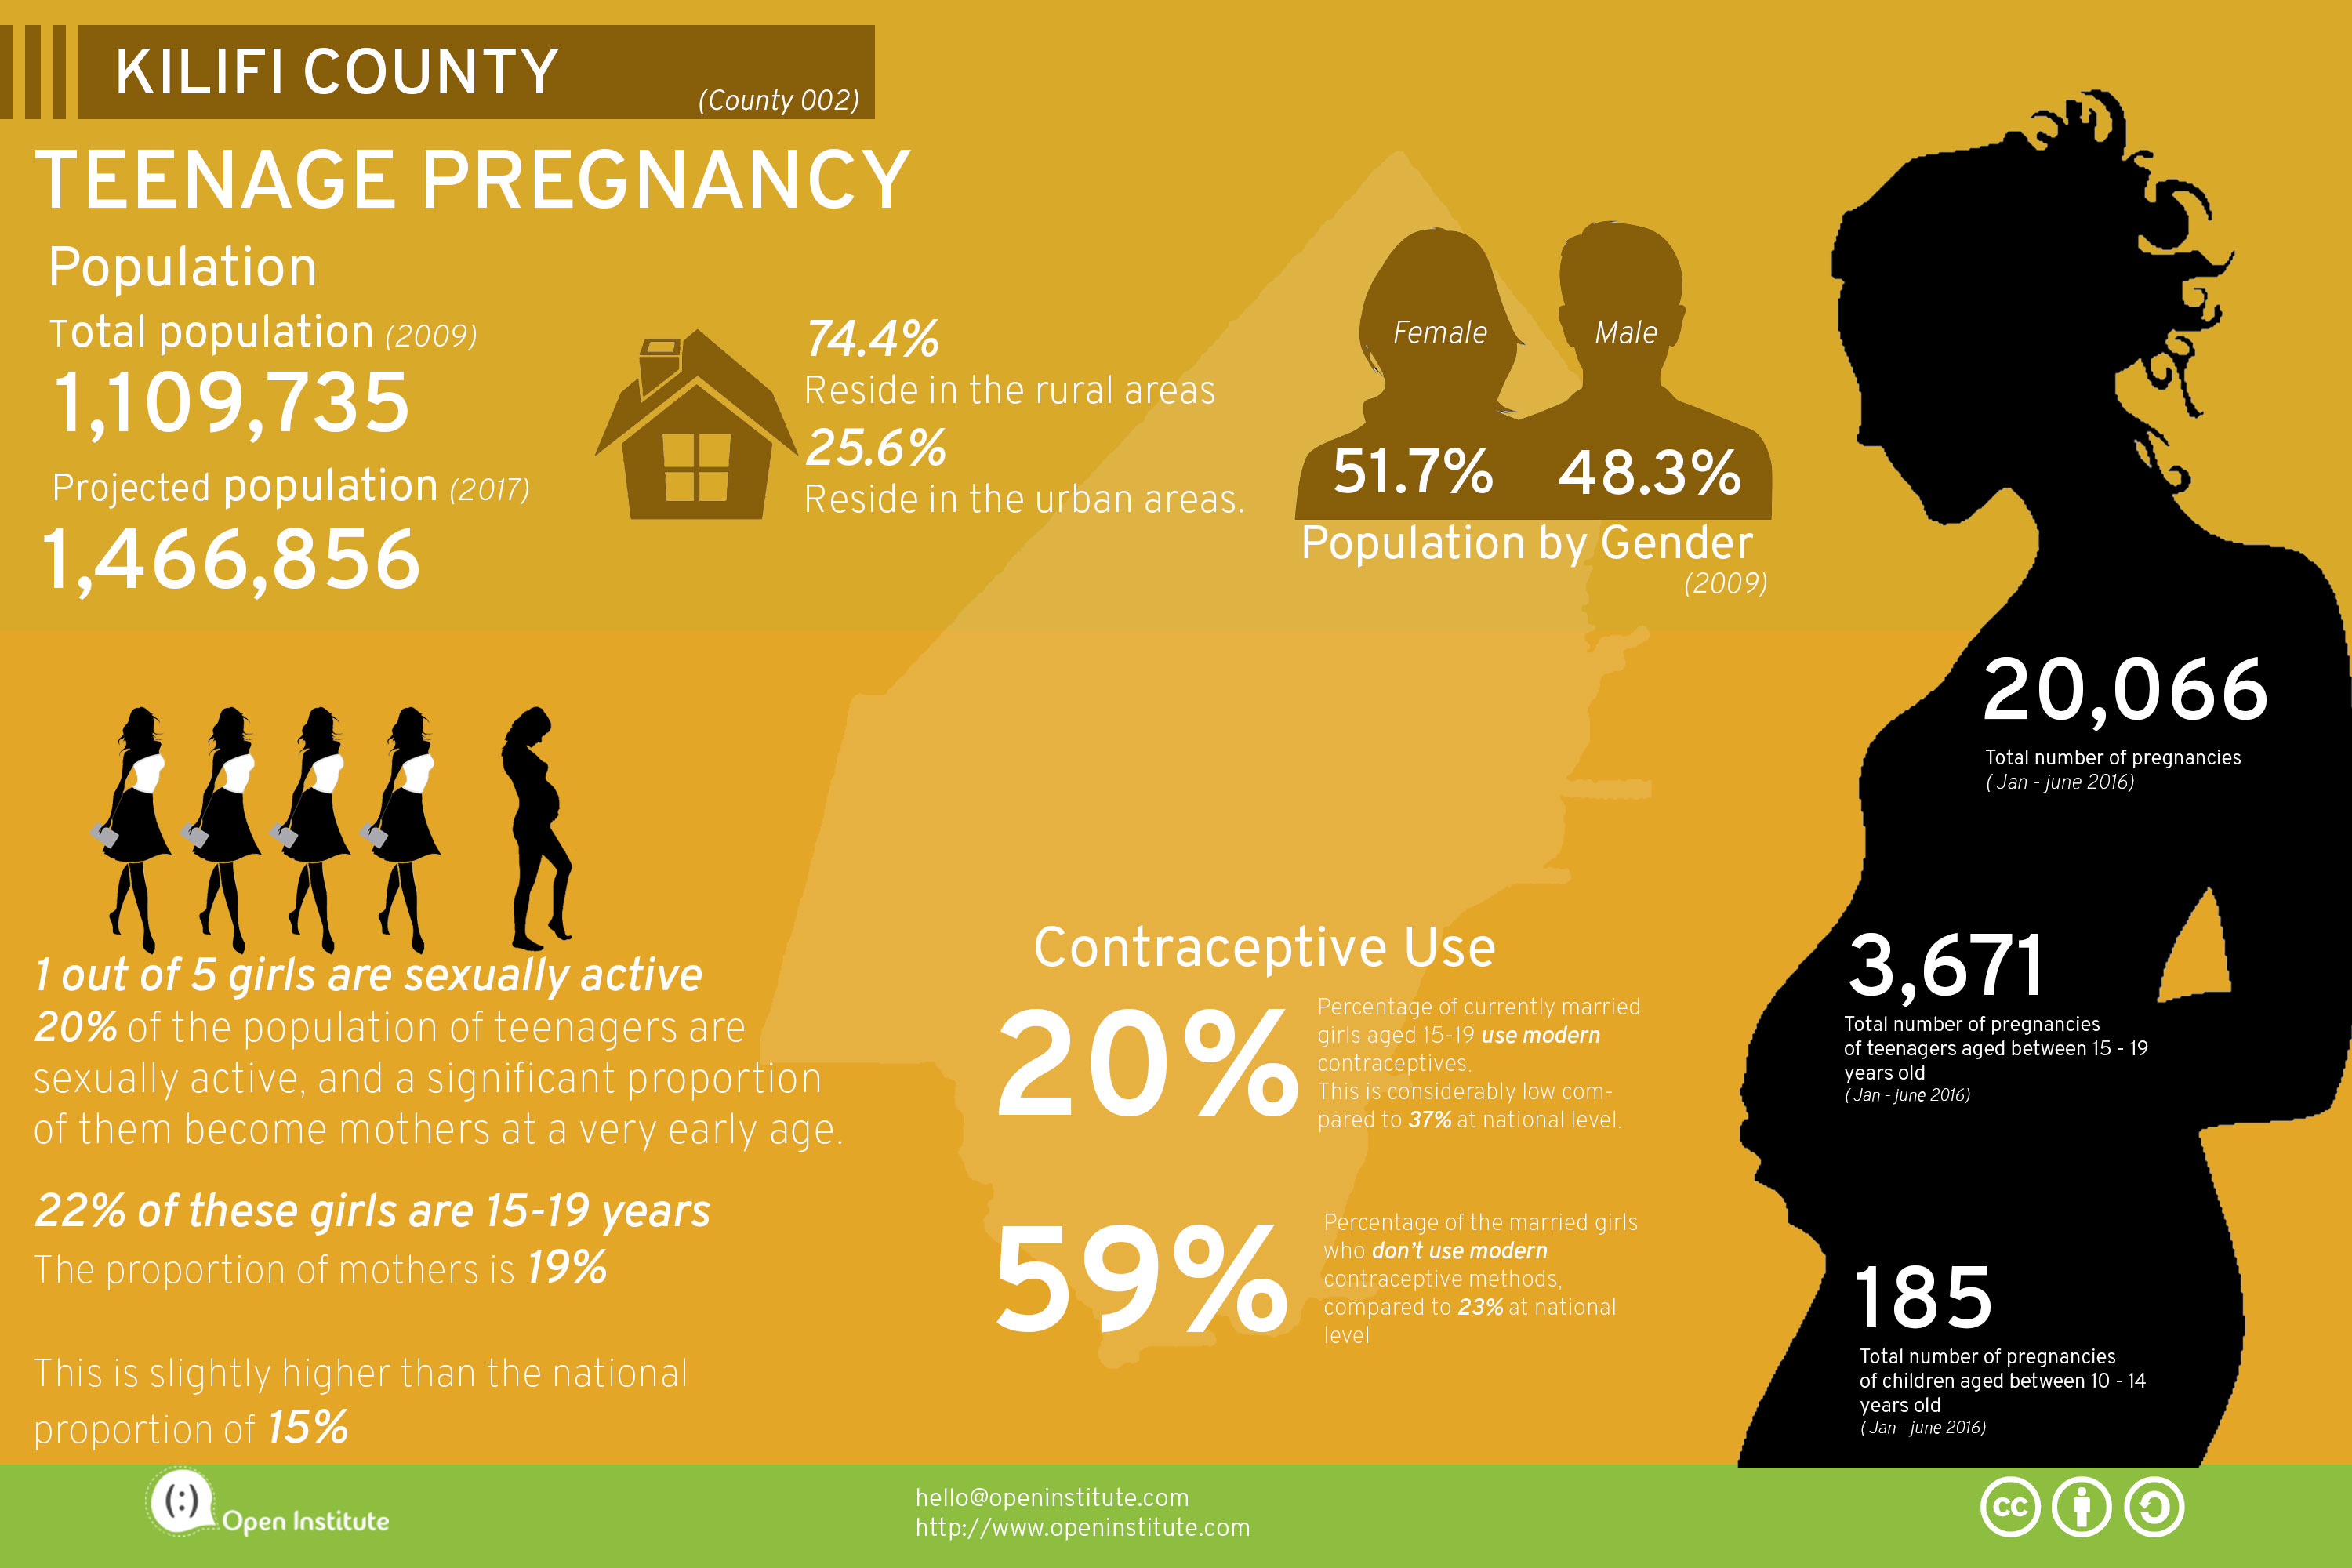 KILIFI COUNTY
(County 002)
TEENAGE PREGNANCY
Population
Total population (2009)
1,109,735
Projected population (2017)
1,466,856
74.4%
Reside in the rural areas
25.6%
Reside in the urban areas.
Female
Male
51.7%
48.3%
Population by Gender
(2009)
1 out of 5 girls are sexually active
20% of the population of teenagers are
sexually active, and a significant proportion
of them become mothers at a very early age.
22% of these girls are 15-19 years
The proportion of mothers is 19%
This is slightly higher than the national
proportion of 15%
Contraceptive Use
20%
Percentage of currently married
girls aged 15-19 use modern
contraceptives.
This is considerably low com-
pared to 37% at national level.
59%
Percentage of the married girls
who don't use modern
contraceptive methods,
compared to 23% at national
level
20,066
Total number of pregnancies
( Jan - june 2016)
3,671
Total number of pregnancies
of teenagers aged between 15 - 19
years old
( Jan - june 2016)
185
Total number of pregnancies
of children aged between 10 - 14
years old
( Jan - june 2016)
(:) Open Institute
hello@openinstitute.com
http://www.openinstitute.com
cc